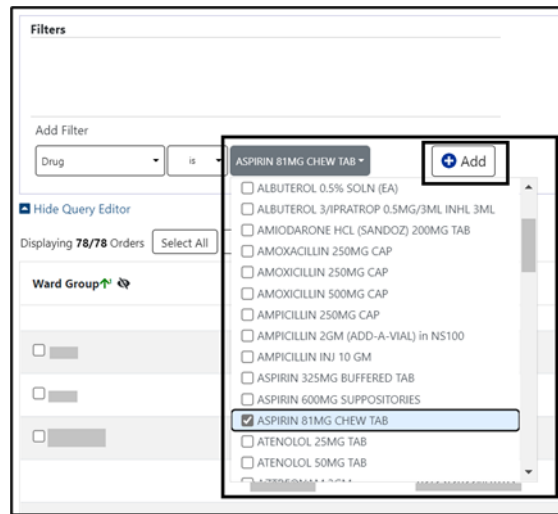 Filters
Add Filter
Drug
is
ASPIRIN 81MG CHEW TAB
Add
ALBUTEROL 0.5% SOLN (EA)
ALBUTEROL 3/IPRATROP 0.5MG/3ML INHL 3ML
AMIODARONE HCL (SANDOZ) 200MG TAB
AMOXACILLIN 250MG CAP
AMOXICILLIN 250MG CAP
AMOXICILLIN 500MG CAP
AMPICILLIN 250MG CAP
AMPICILLIN 2GM (ADD-A-VIAL) in NS100
AMPICILLIN INJ 10 GM
ASPIRIN 325MG BUFFERED TAB
ASPIRIN 600MG SUPPOSITORIES
ASPIRIN 81MG CHEW TAB
ATENOLOL 25MG TAB
ATENOLOL 50MG TAB
Hide Query Editor
Displaying 78/78 Orders
Select All
Ward Group